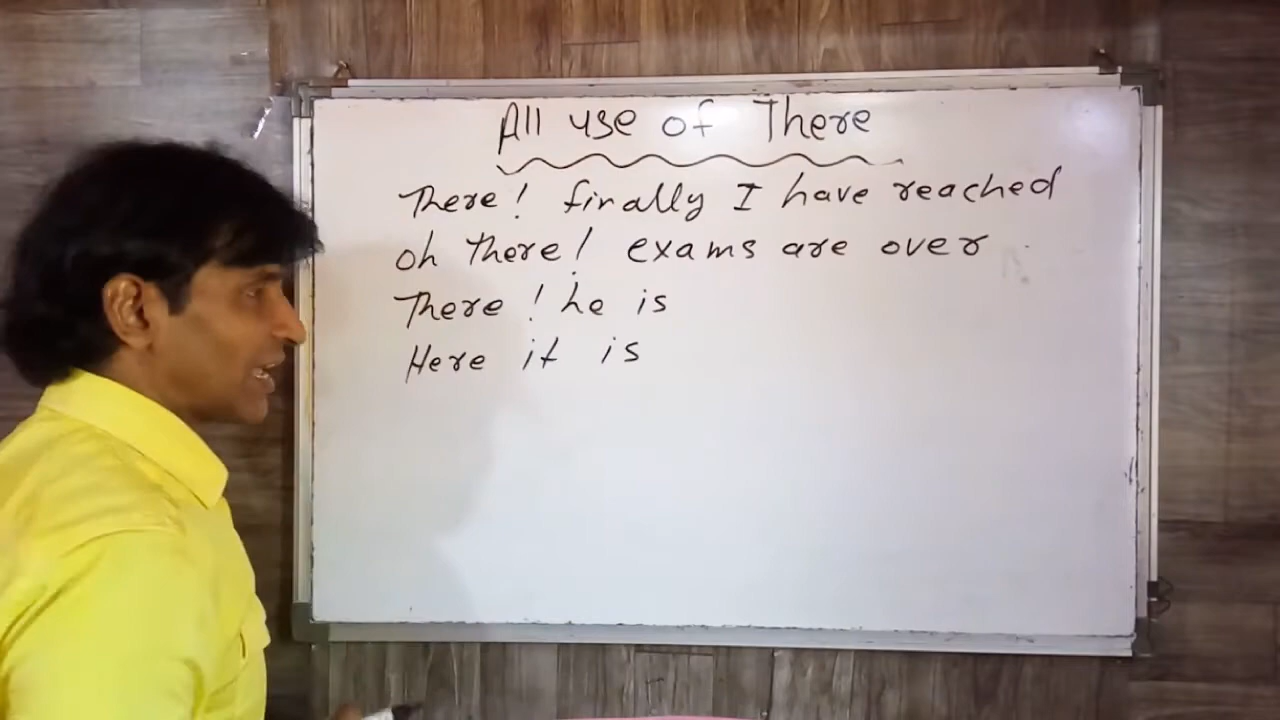 All use of There
There! finally I have reached
oh there! exams are over
There! he is
Here it is